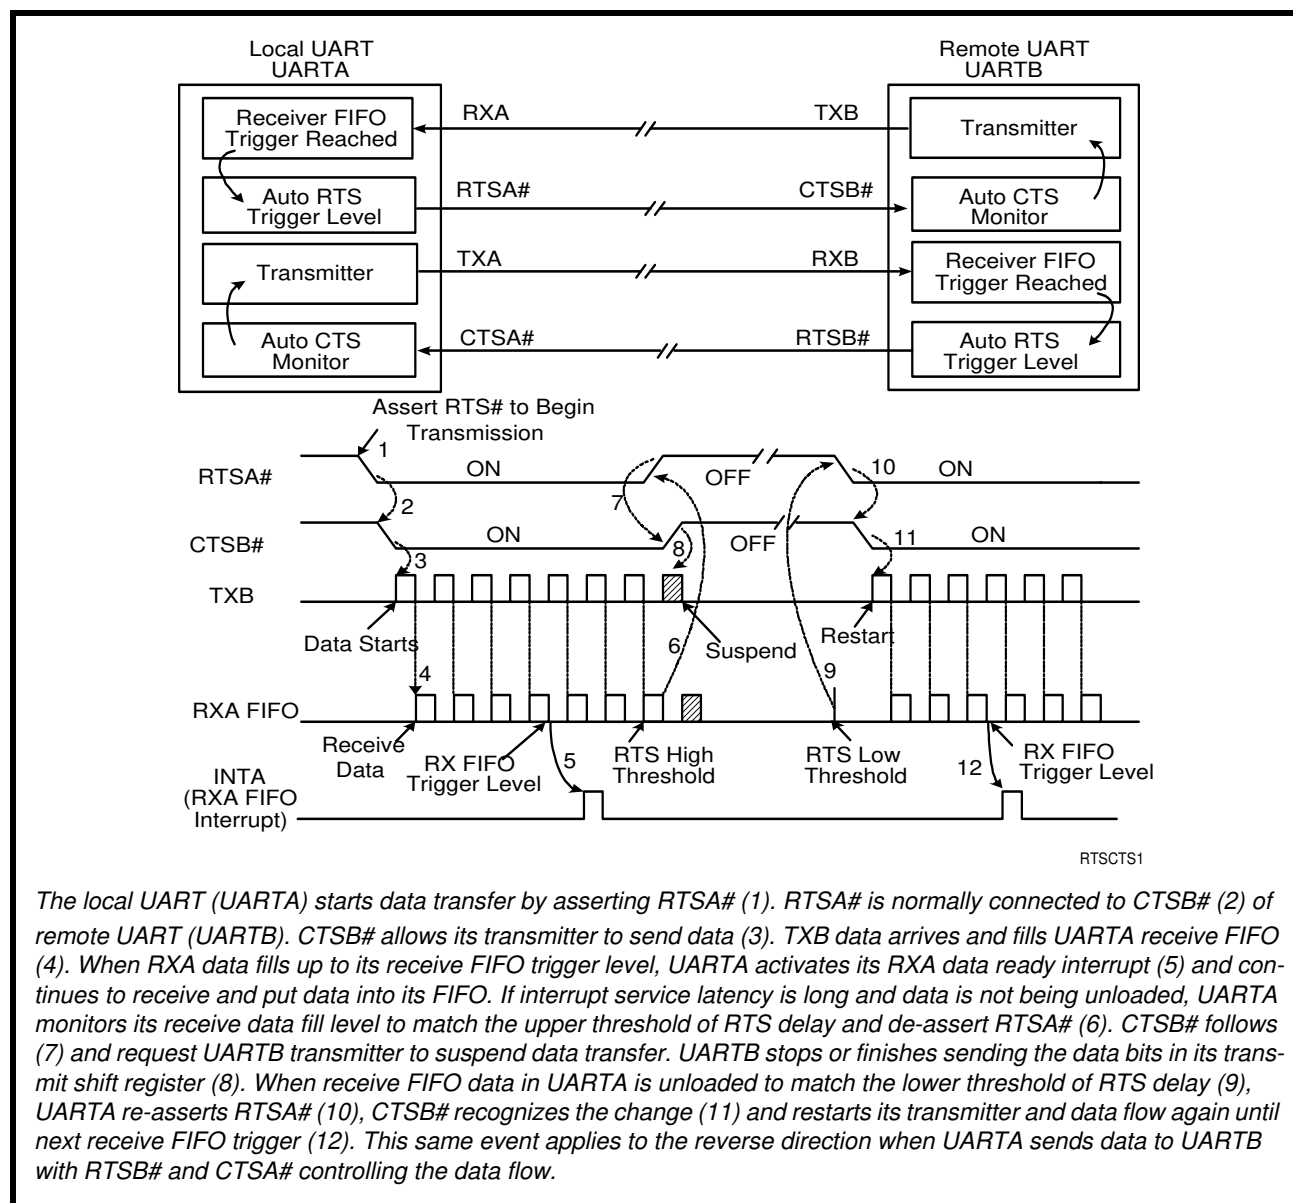 Local UART
UARTA
Remote UART
UARTB
Receiver FIFO
Trigger Reached
RXA
TXB
Transmitter
Auto RTS
Trigger Level
RTSA#
CTSB#
Auto CTS
Monitor
Transmitter
TXA
RXB
Receiver FIFO
Trigger Reached
Auto CTS
Monitor
CTSA#
RTSB#
Auto RTS
Trigger Level
Assert RTS# to Begin
Transmission
1
RTSA#
ON
OFF
10
ON
2
7
CTSB#
ON
8
OFF
11
ON
3
TXB
Data Starts
6
Suspend
Restart
4
9
RXA FIFO
Receive
Data
RX FIFO
Trigger Level
5
RTS High
Threshold
RTS Low
Threshold
12
RX FIFO
Trigger Level
INTA
(RXA FIFO
Interrupt)
RTSCTS1
The local UART (UARTA) starts data transfer by asserting RTSA# (1). RTSA# is normally connected to CTSB# (2) of
remote UART (UARTB). CTSB# allows its transmitter to send data (3). TXB data arrives and fills UARTA receive FIFO
(4). When RXA data fills up to its receive FIFO trigger level, UARTA activates its RXA data ready interrupt (5) and con-
tinues to receive and put data into its FIFO. If interrupt service latency is long and data is not being unloaded, UARTA
monitors its receive data fill level to match the upper threshold of RTS delay and de-assert RTSA# (6). CTSB# follows
(7) and request UARTB transmitter to suspend data transfer. UARTB stops or finishes sending the data bits in its trans-
mit shift register (8). When receive FIFO data in UARTA is unloaded to match the lower threshold of RTS delay (9),
UARTA re-asserts RTSA# (10), CTSB# recognizes the change (11) and restarts its transmitter and data flow again until
next receive FIFO trigger (12). This same event applies to the reverse direction when UARTA sends data to UARTB
with RTSB# and CTSA# controlling the data flow.